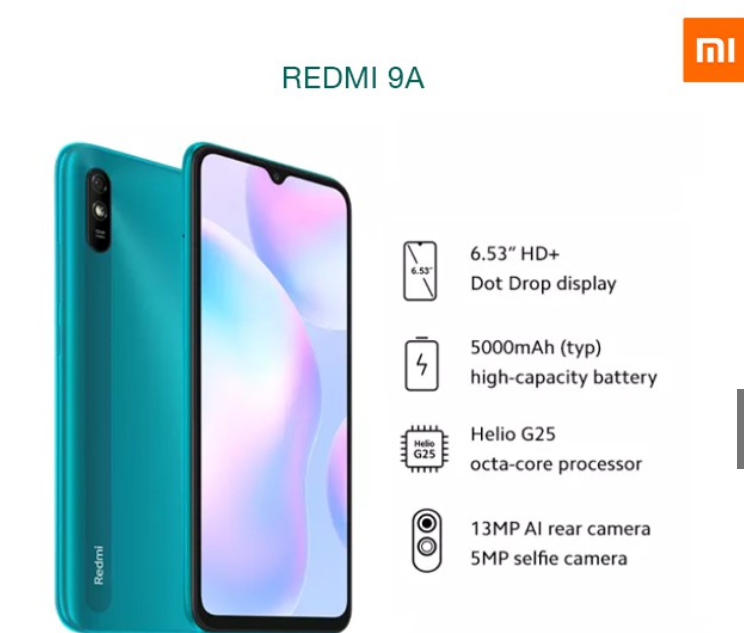 REDMI 9A
mi
6.53"
6.53" HD+
Dot Drop display
5000mAh (typ)
high-capacity battery
Helio
G25
Helio G25
octa-core processor
13MP AI rear camera
5MP selfie camera
Redmi